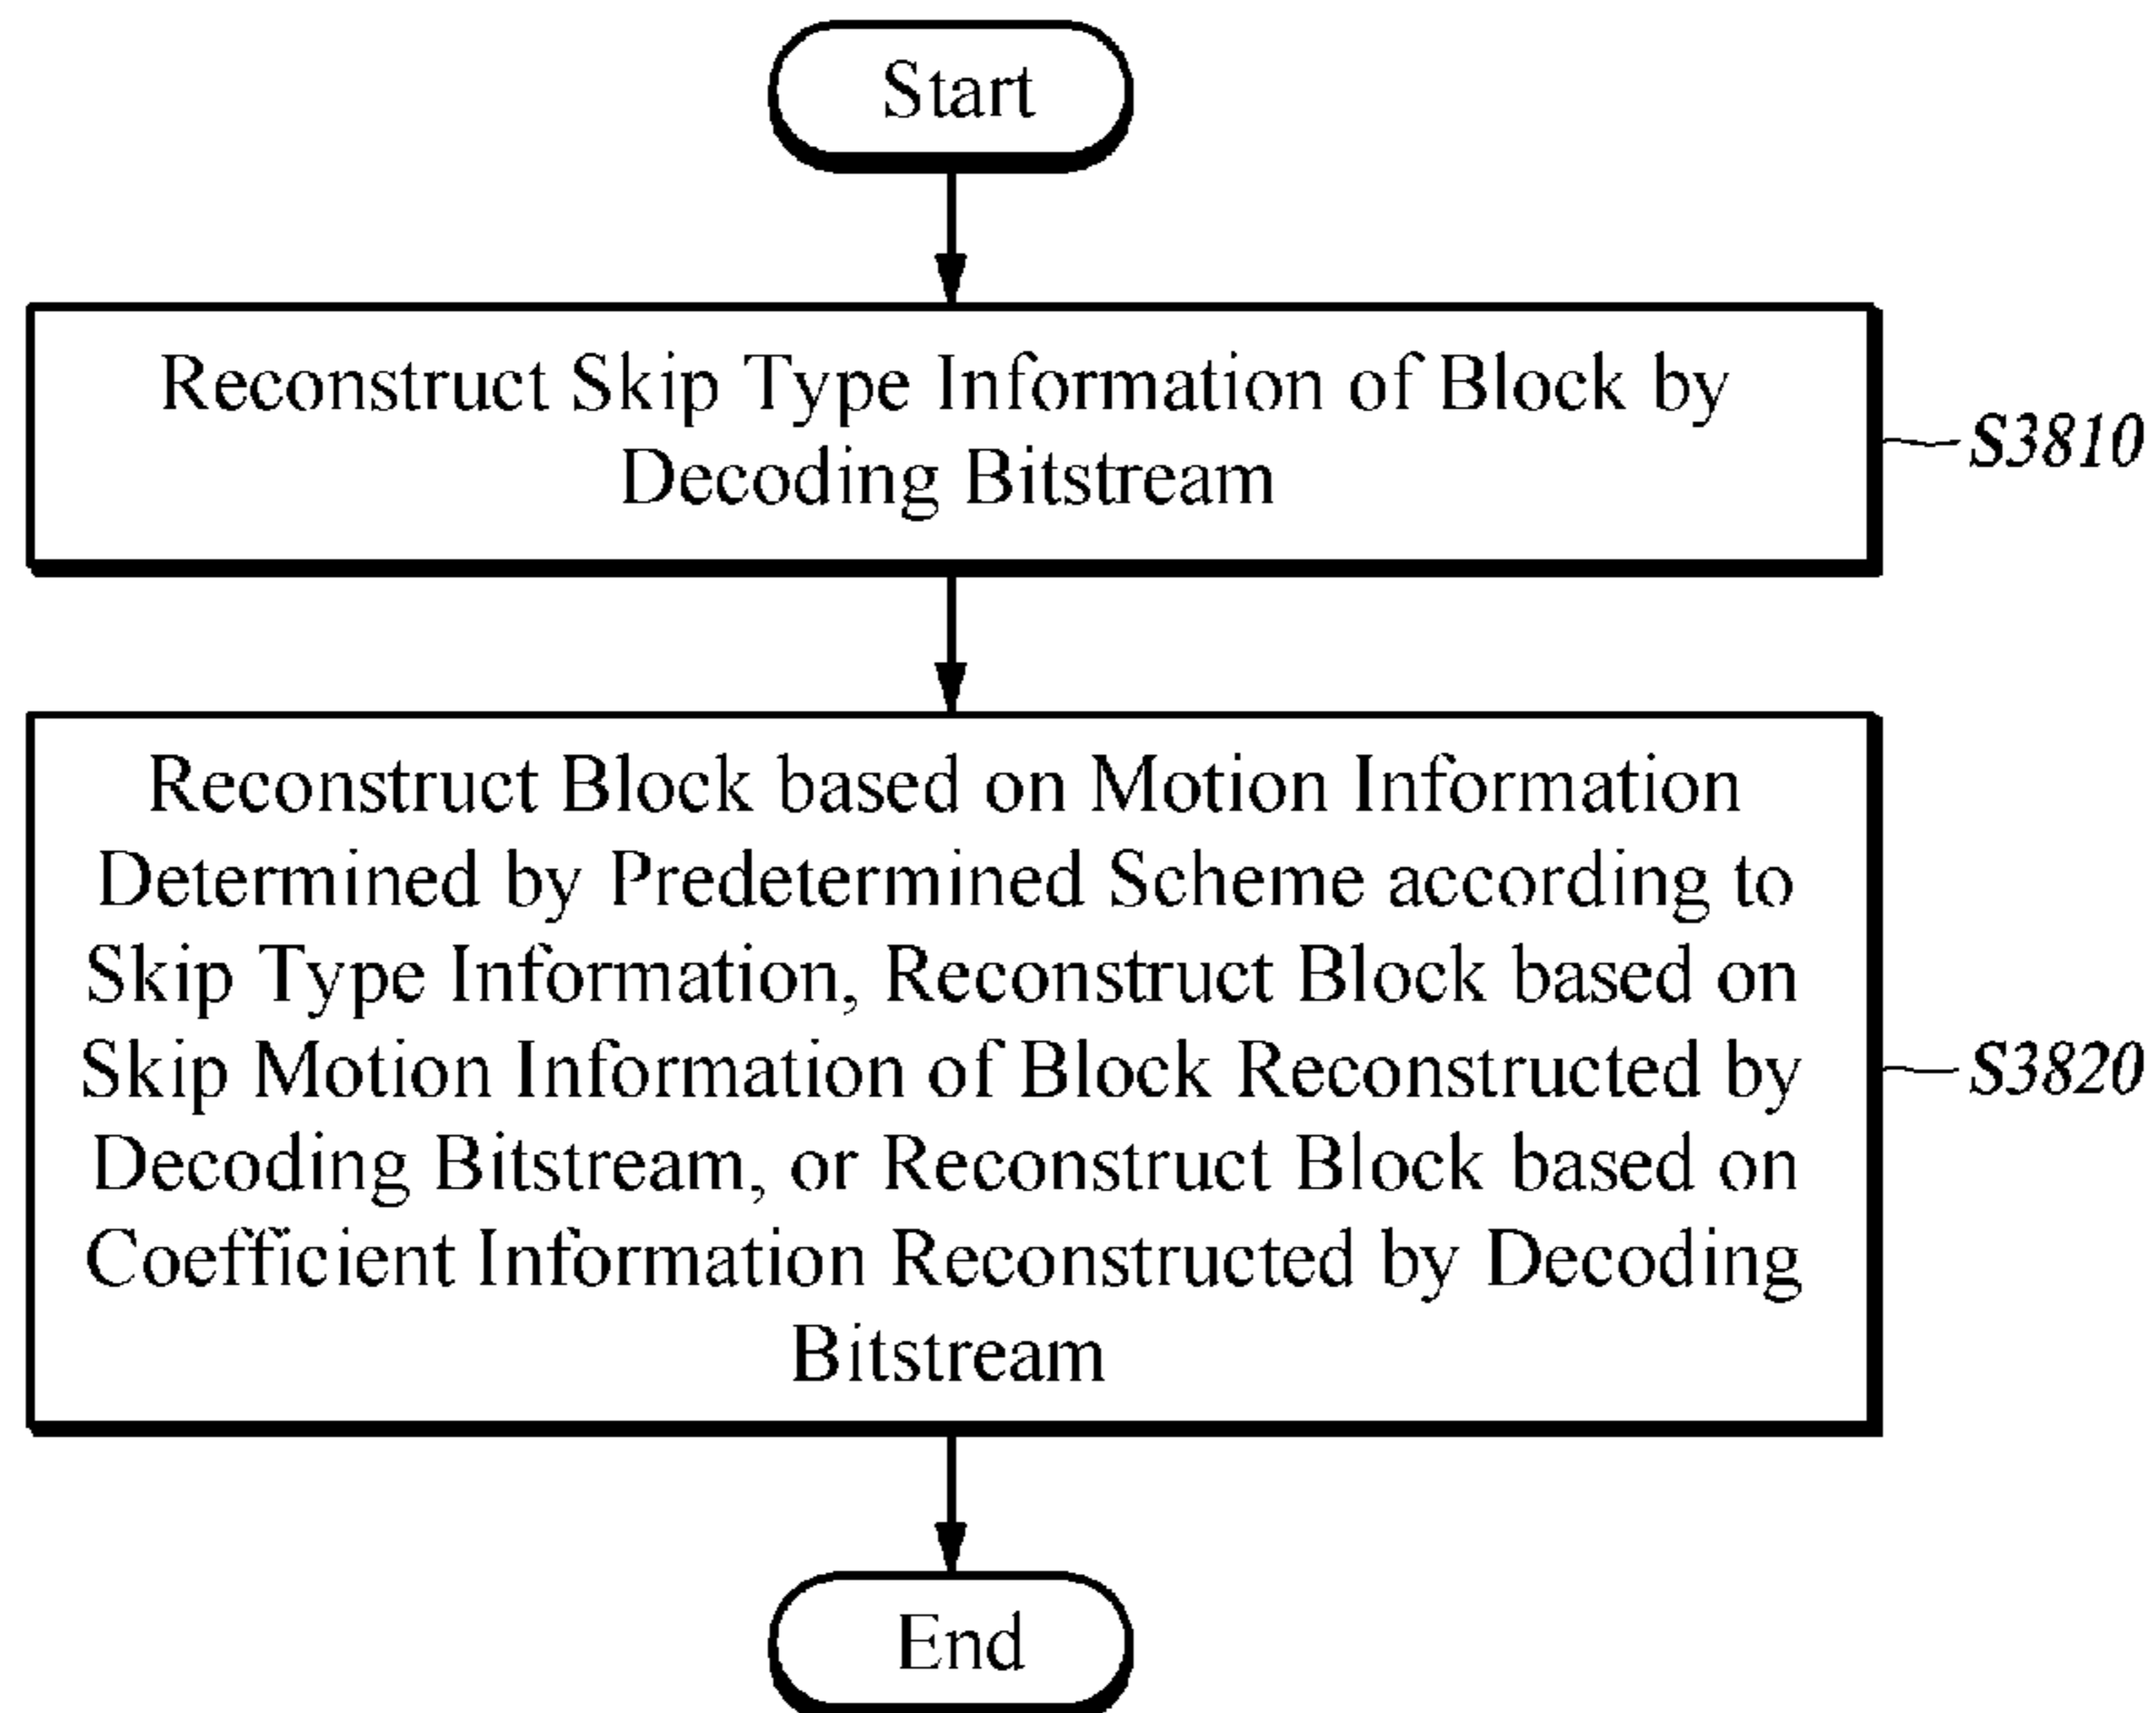 Start
Reconstruct Skip Type Information of Block by
Decoding Bitstream
S3810
Reconstruct Block based on Motion Information
Determined by Predetermined Scheme according to
Skip Type Information, Reconstruct Block based on
Skip Motion Information of Block Reconstructed by
Decoding Bitstream, or Reconstruct Block based on
Coefficient Information Reconstructed by Decoding
Bitstream
S3820
End